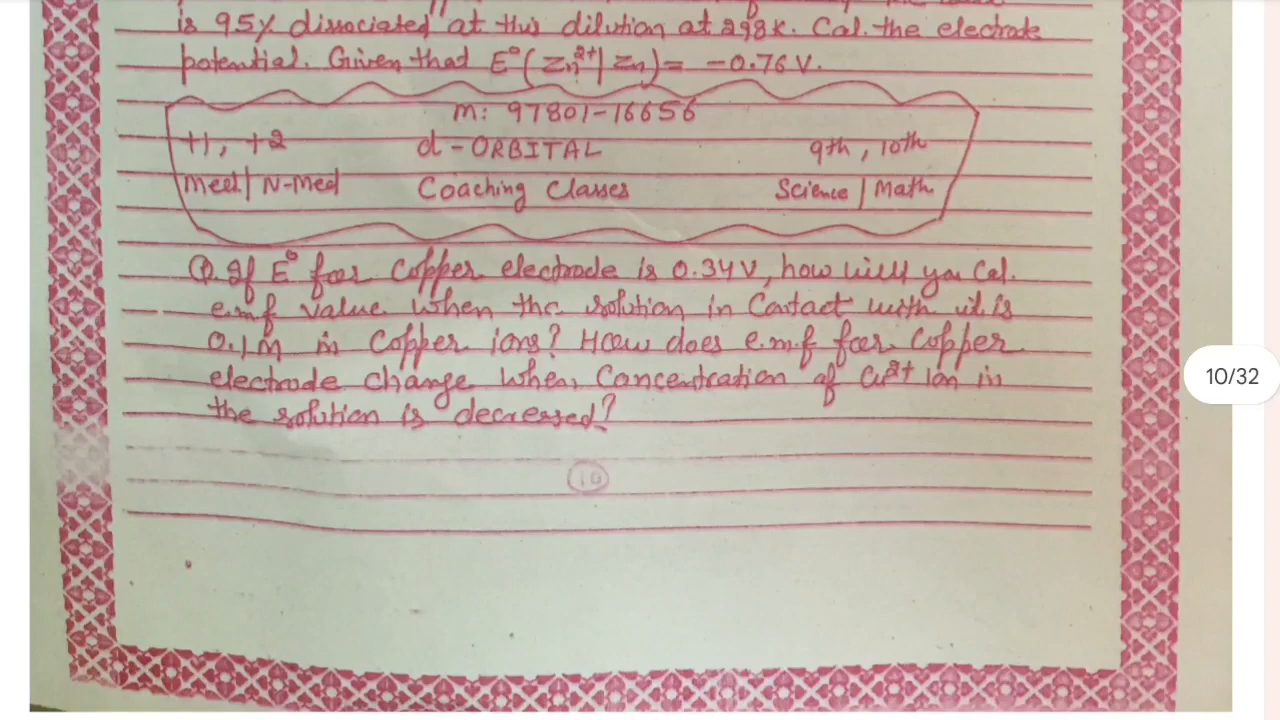 is 95% dissociated at this dilution at 298K. Cal. the electrode
potential. Given that E°(Zn²⁺|Zn) = -0.76 V.
m: 97801-16656
+1, +2 d-ORBITAL 9th, 10th
Med|N-Med Coaching Classes Science|Math
Q. If E° for Copper electrode is 0.34V, how will you Cal.
e.m.f value when the solution in Contact with it is
0.1M in Copper ions? How does e.m.f for Copper
electrode change when Concentration of Cu²⁺ ion in
the solution is decreased?
10
10/32